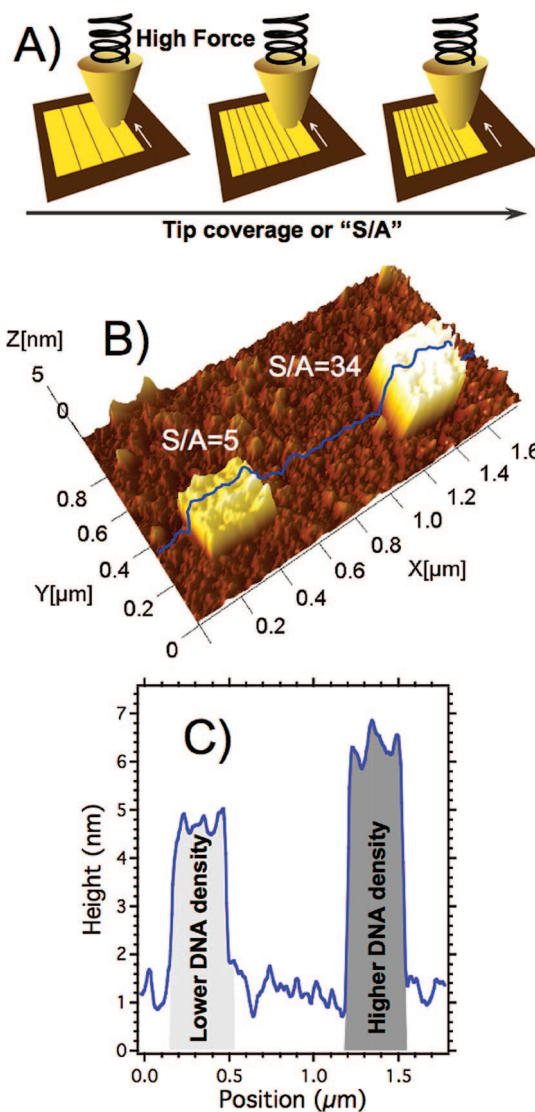 A)
High Force
Tip coverage or “S/A”
B)
Z[nm]
5
0
S/A=34
S/A=5
0.8
0.6
0.4
0.2
0
Y[µm]
0.2
0.4
0.6
0.8
1.0
1.2
1.4
1.6
X[µm]
C)
7
6
5
4
3
2
1
0
Height (nm)
Lower DNA density
Higher DNA density
0.0
0.5
1.0
1.5
Position (µm)